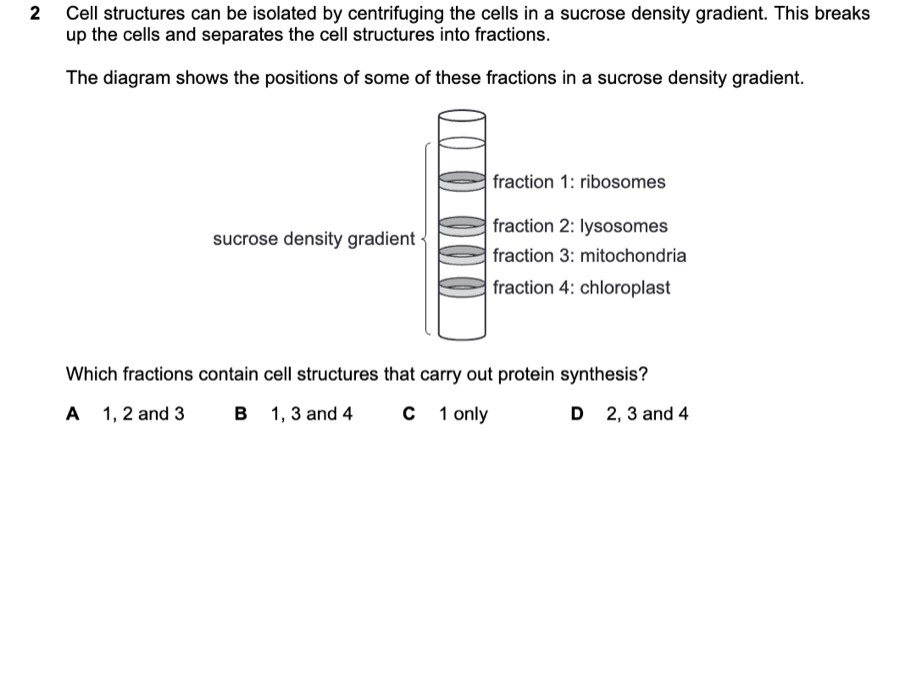 2 Cell structures can be isolated by centrifuging the cells in a sucrose density gradient. This breaks
up the cells and separates the cell structures into fractions.
The diagram shows the positions of some of these fractions in a sucrose density gradient.
fraction 1: ribosomes
fraction 2: lysosomes
sucrose density gradient
fraction 3: mitochondria
fraction 4: chloroplast
Which fractions contain cell structures that carry out protein synthesis?
A 1, 2 and 3 B 1, 3 and 4 C 1 only D 2, 3 and 4